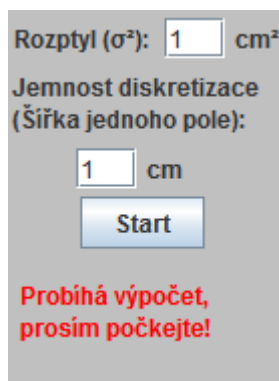 Rozptyl (σ²): 1 cm²
Jemnost diskretizace
(Šířka jednoho pole):
1 cm
Start
Probíhá výpočet,
prosím počkejte!